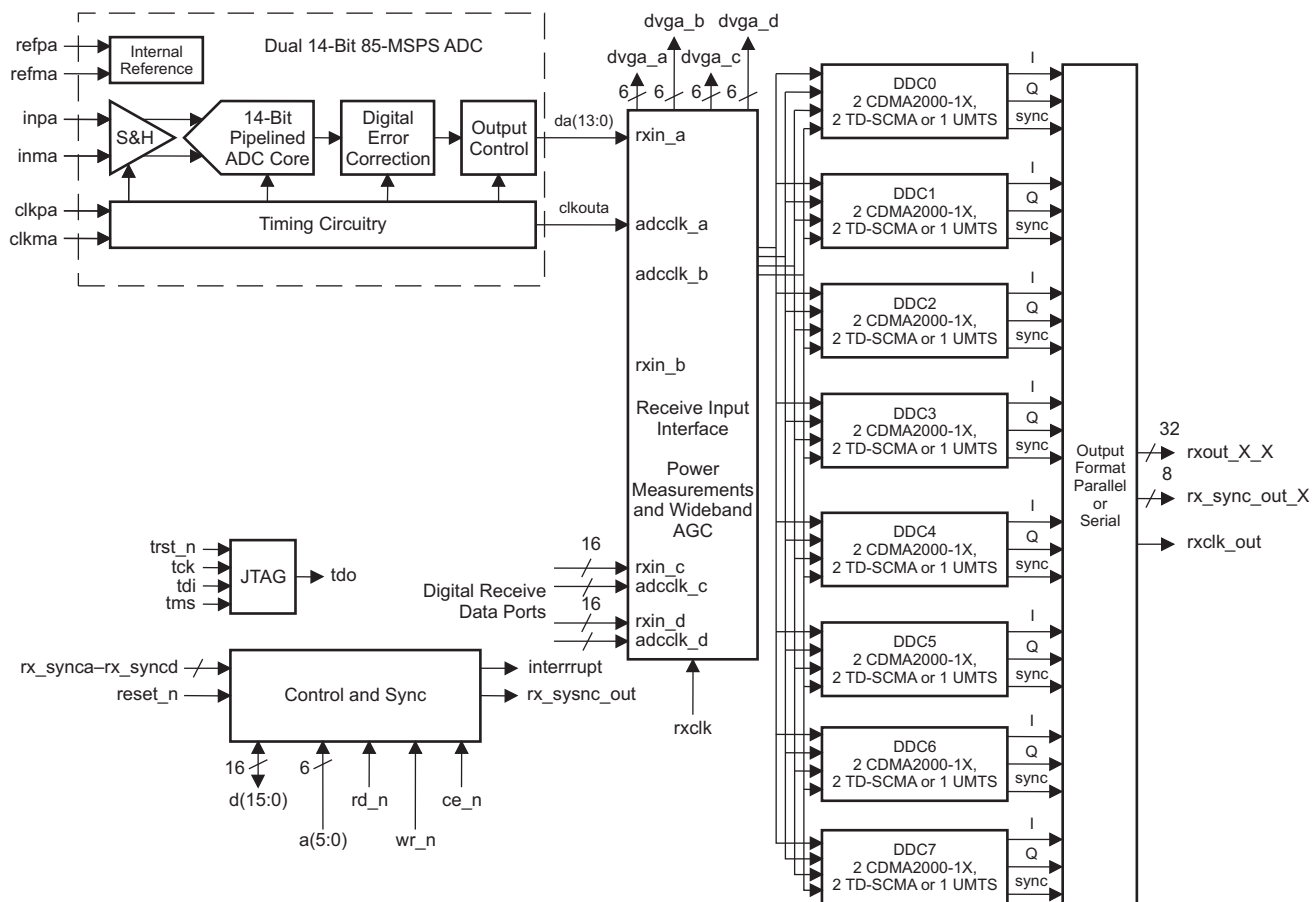 Dual 14-Bit 85-MSPS ADC
refpa
refma
Internal
Reference
inpa
inma
S&H
14-Bit
Pipelined
ADC Core
Digital
Error
Correction
Output
Control
clkpa
clkma
Timing Circuitry
da(13:0)
clkouta
dvga_b
dvga_d
dvga_a
dvga_c
6
6
6
6
rxin_a
adcclk_a
adcclk_b
rxin_b
Receive Input
Interface
Power
Measurements
and Wideband
AGC
16
rxin_c
adcclk_c
Digital Receive
Data Ports
16
rxin_d
adcclk_d
rxclk
trst_n
tck
tdi
tms
JTAG
tdo
rx_synca–rx_syncd
reset_n
Control and Sync
interrrupt
rx_sysnc_out
16
6
d(15:0)
a(5:0)
rd_n
wr_n
ce_n
DDC0
2 CDMA2000-1X,
2 TD-SCMA or 1 UMTS
I
Q
sync
DDC1
2 CDMA2000-1X,
2 TD-SCMA or 1 UMTS
I
Q
sync
DDC2
2 CDMA2000-1X,
2 TD-SCMA or 1 UMTS
I
Q
sync
DDC3
2 CDMA2000-1X,
2 TD-SCMA or 1 UMTS
I
Q
sync
DDC4
2 CDMA2000-1X,
2 TD-SCMA or 1 UMTS
I
Q
sync
DDC5
2 CDMA2000-1X,
2 TD-SCMA or 1 UMTS
I
Q
sync
DDC6
2 CDMA2000-1X,
2 TD-SCMA or 1 UMTS
I
Q
sync
DDC7
2 CDMA2000-1X,
2 TD-SCMA or 1 UMTS
I
Q
sync
Output
Format
Parallel
or
Serial
32
rxout_X_X
8
rx_sync_out_X
rxclk_out